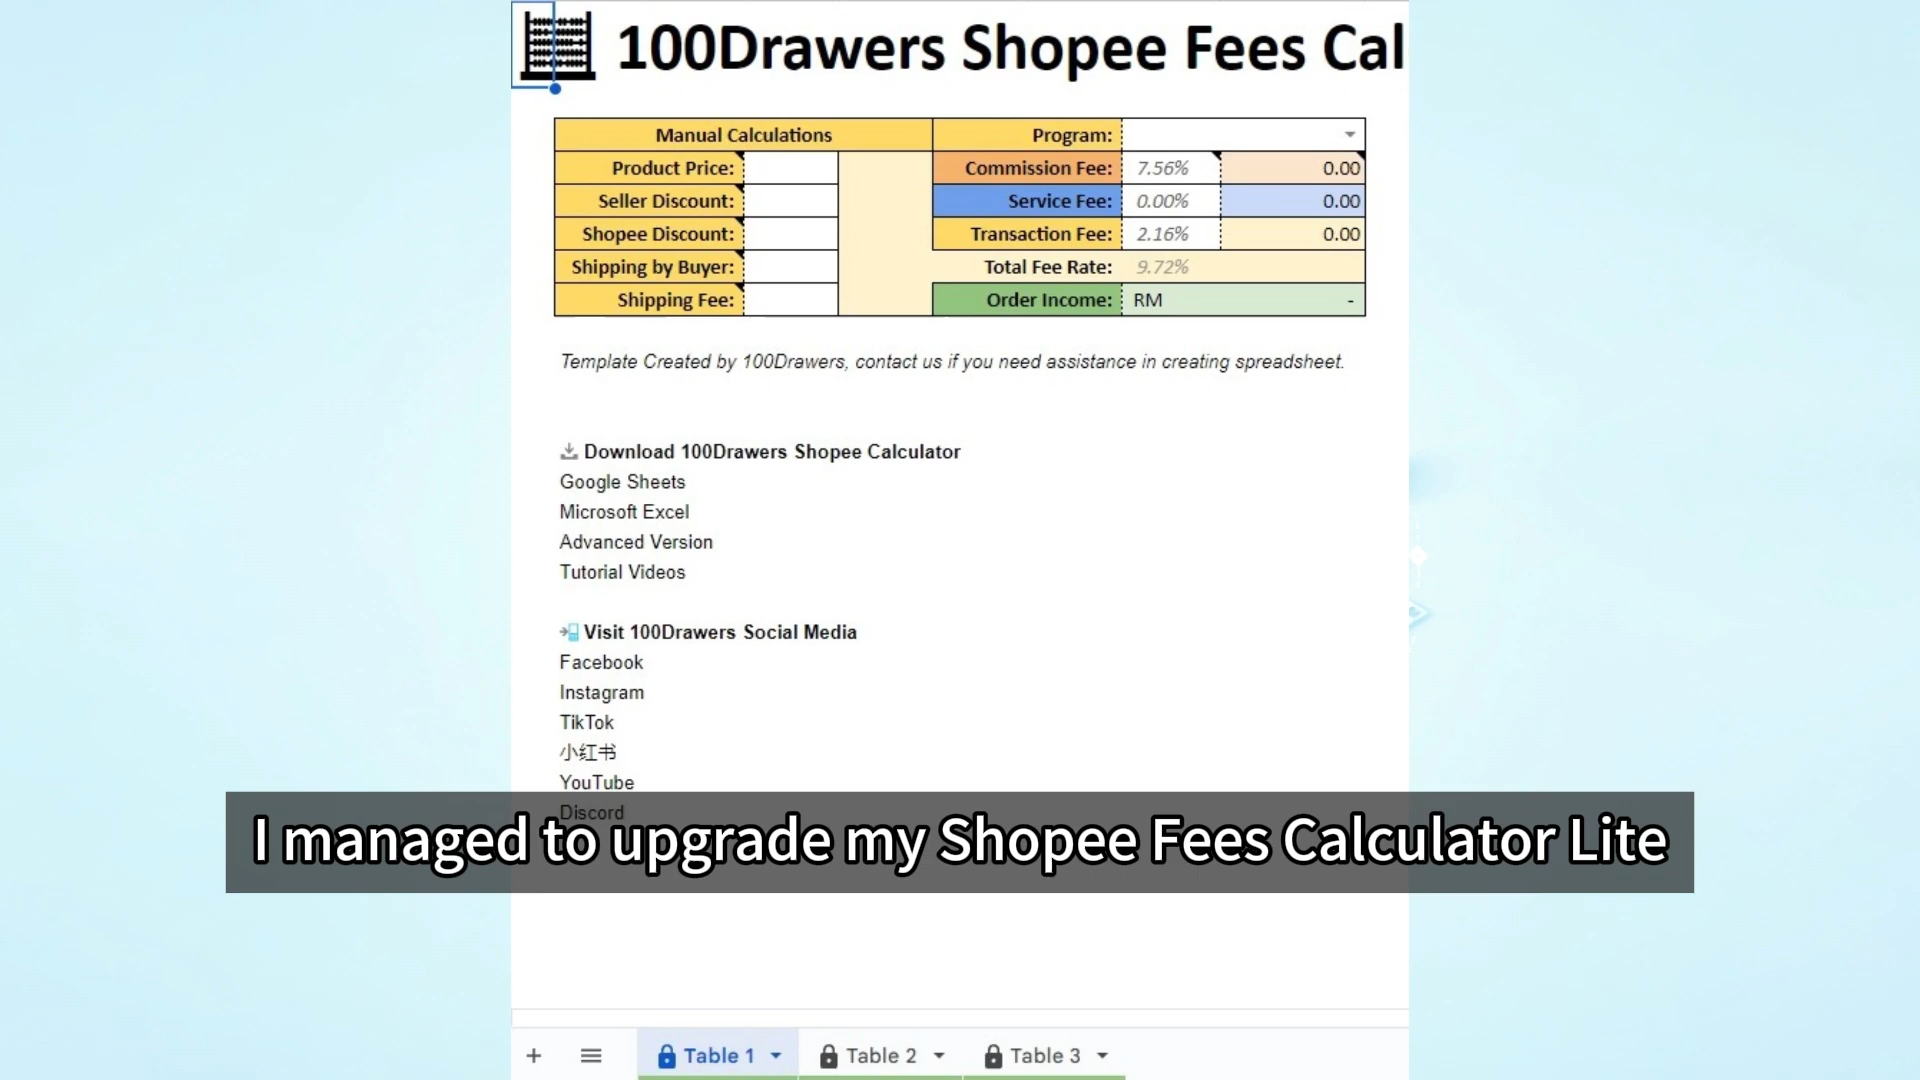 100Drawers Shopee Fees Cal
Manual Calculations Program:
Product Price: Commission Fee: 7.56% 0.00
Seller Discount: Service Fee: 0.00% 0.00
Shopee Discount: Transaction Fee: 2.16% 0.00
Shipping by Buyer: Total Fee Rate: 9.72%
Shipping Fee: Order Income: RM -
Template Created by 100Drawers, contact us if you need assistance in creating spreadsheet.
Download 100Drawers Shopee Calculator
Google Sheets
Microsoft Excel
Advanced Version
Tutorial Videos
Visit 100Drawers Social Media
Facebook
Instagram
TikTok
小红书
YouTube
Discord
I managed to upgrade my Shopee Fees Calculator Lite
+ Table 1 Table 2 Table 3